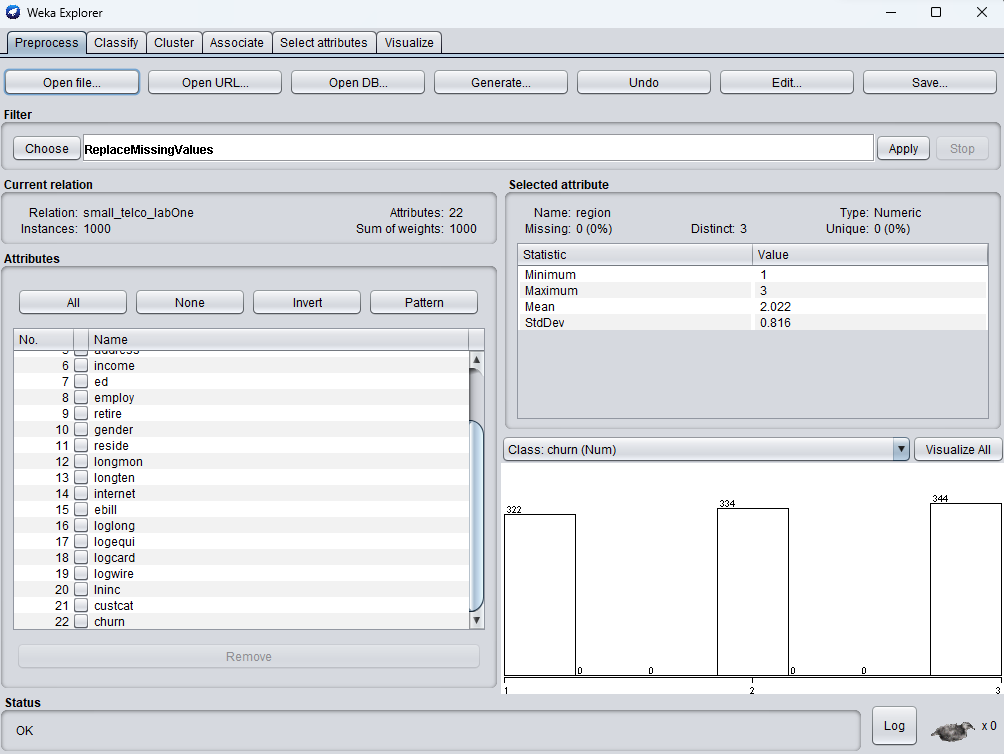 Weka Explorer
Preprocess Classify Cluster Associate Select attributes Visualize
Open file... Open URL... Open DB... Generate... Undo Edit... Save...
Filter
Choose ReplaceMissingValues Apply Stop
Current relation
Relation: small_telco_labOne Attributes: 22
Instances: 1000 Sum of weights: 1000
Attributes
All None Invert Pattern
No. Name
5 address
6 income
7 ed
8 employ
9 retire
10 gender
11 reside
12 longmon
13 longten
14 internet
15 ebill
16 loglong
17 logequi
18 logcard
19 logwire
20 lninc
21 custcat
22 churn
Remove
Selected attribute
Name: region Type: Numeric
Missing: 0 (0%) Distinct: 3 Unique: 0 (0%)
Statistic Value
Minimum 1
Maximum 3
Mean 2.022
StdDev 0.816
Class: churn (Num) Visualize All
322 334 344
0 0 0 0
1 2 3
Status
OK Log x 0